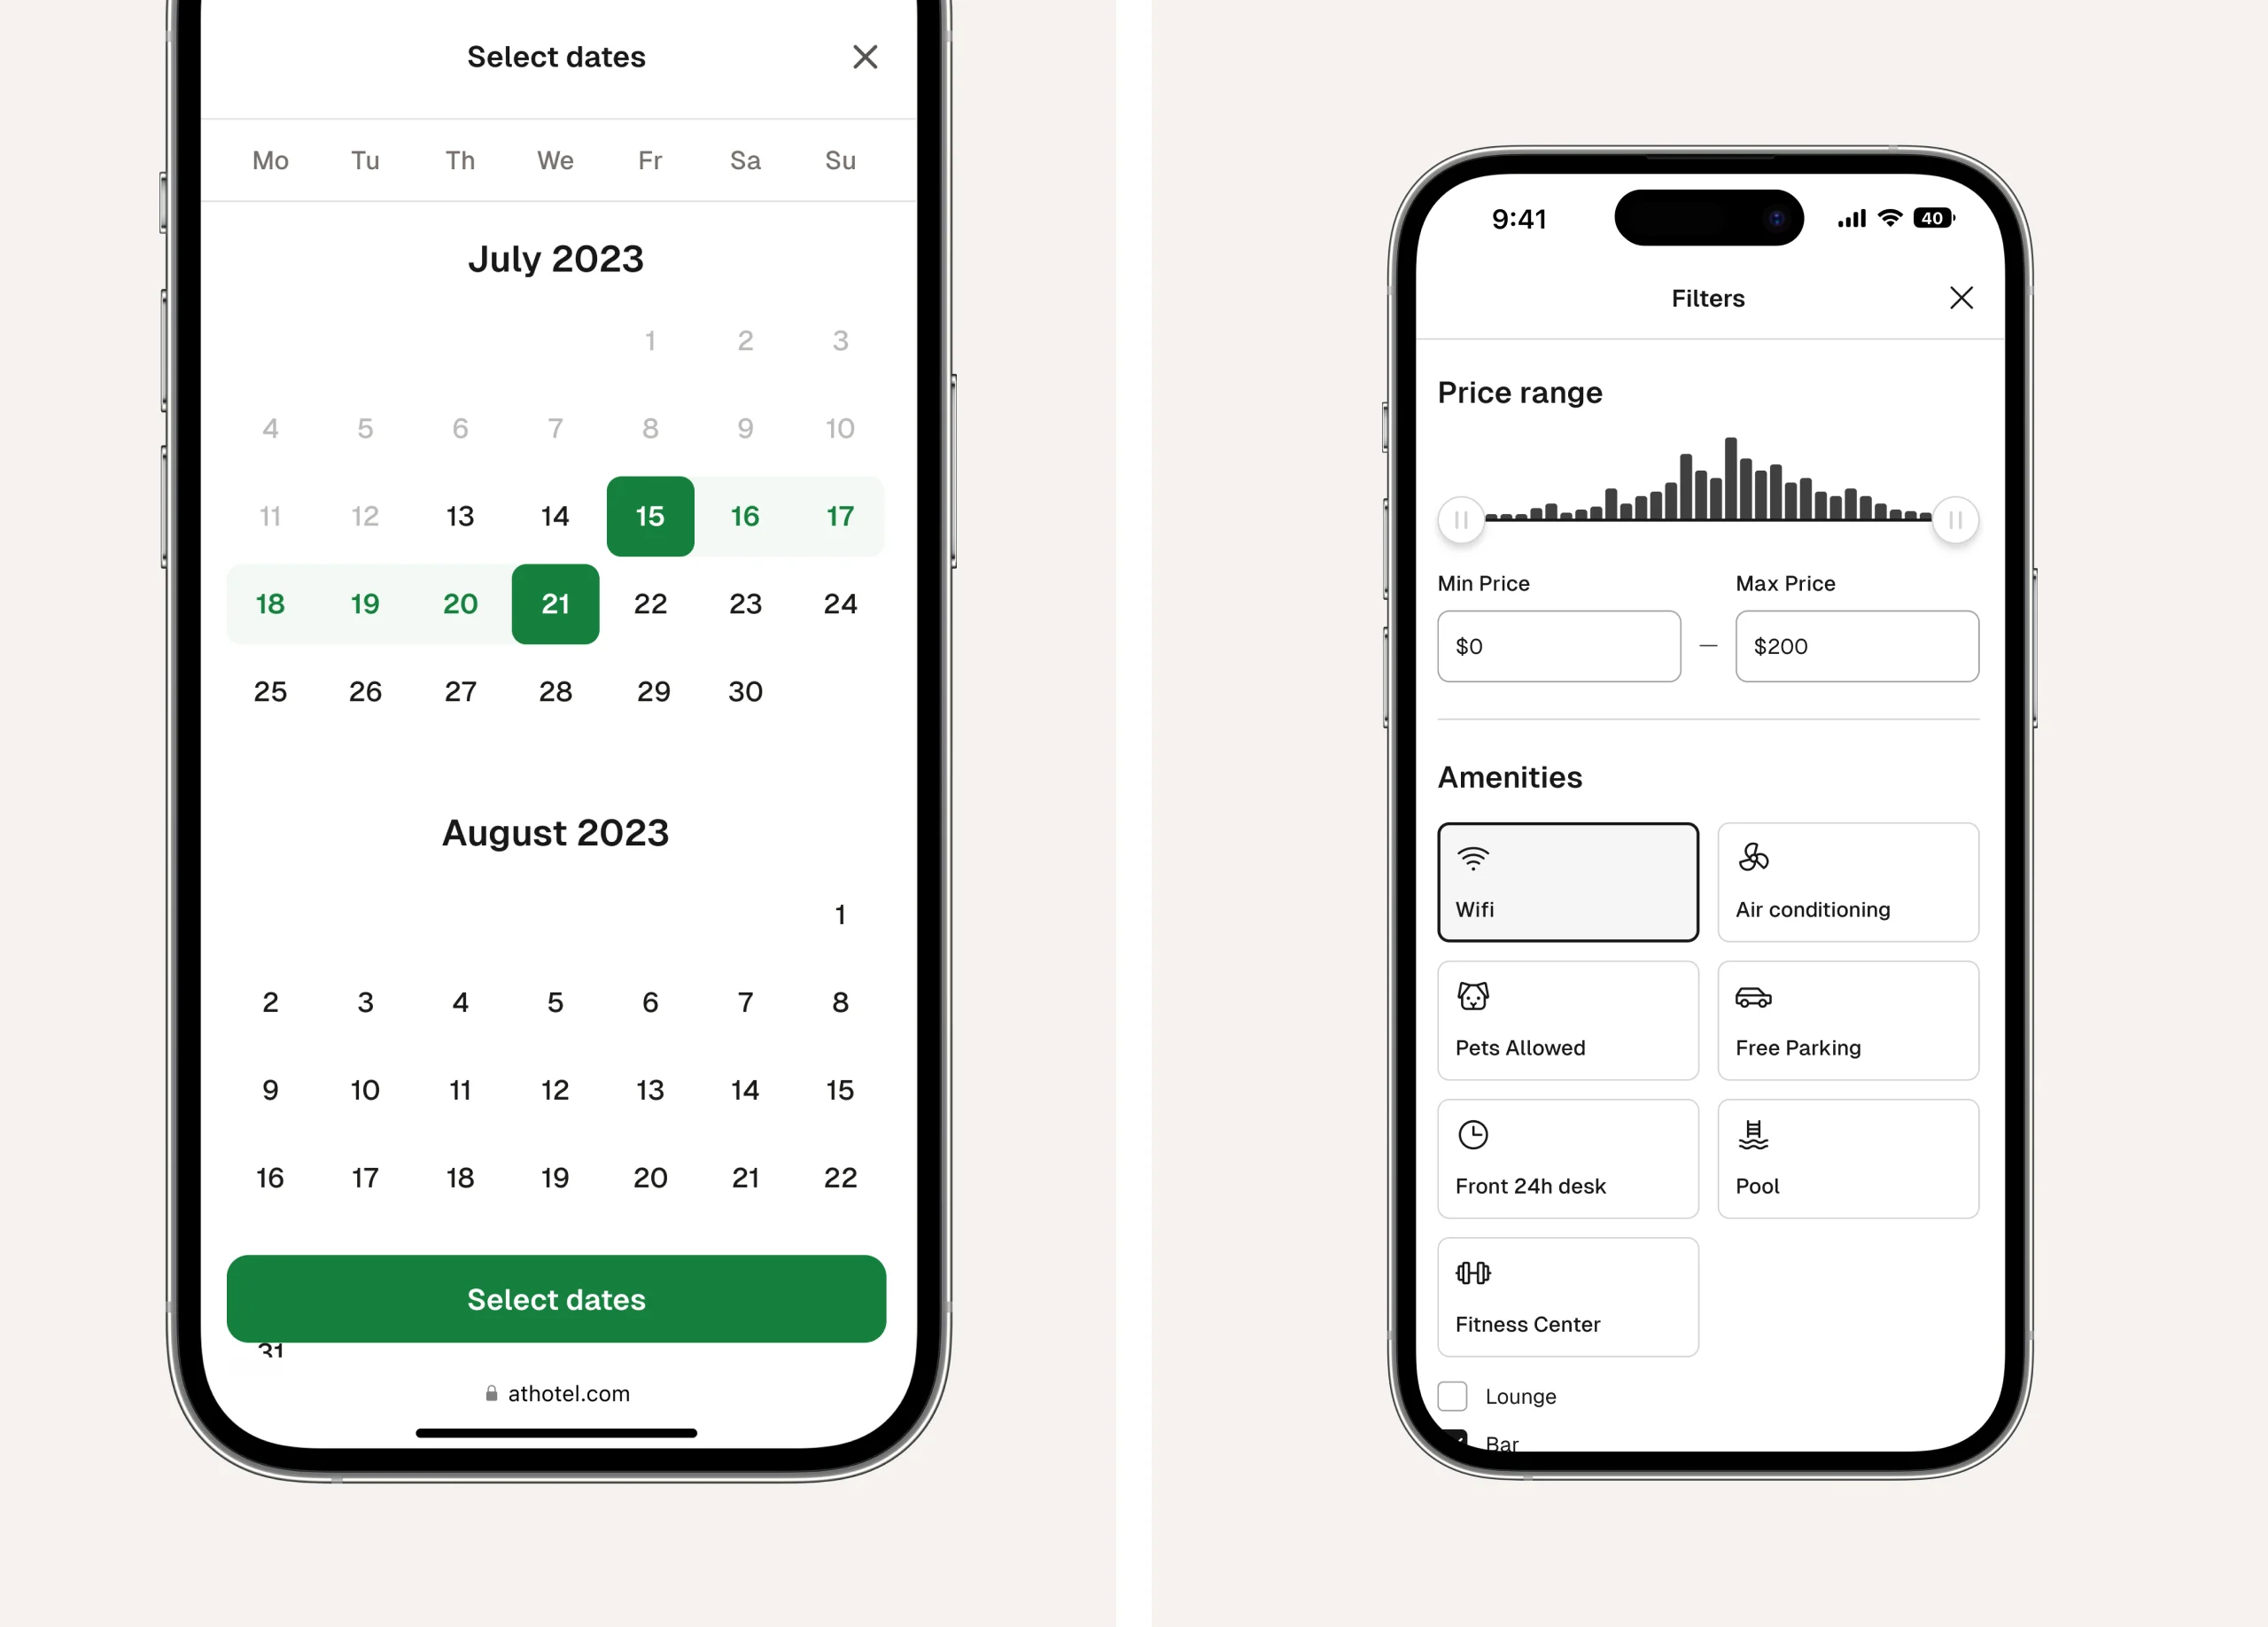 Select dates
Mo Tu Th We Fr Sa Su
July 2023
1 2 3
4 5 6 7 8 9 10
11 12 13 14 15 16 17
18 19 20 21 22 23 24
25 26 27 28 29 30
August 2023
1
2 3 4 5 6 7 8
9 10 11 12 13 14 15
16 17 18 19 20 21 22
Select dates
31
athotel.com
9:41 40
Filters
Price range
Min Price Max Price
$0 — $200
Amenities
Wifi Air conditioning
Pets Allowed Free Parking
Front 24h desk Pool
Fitness Center
Lounge
Bar